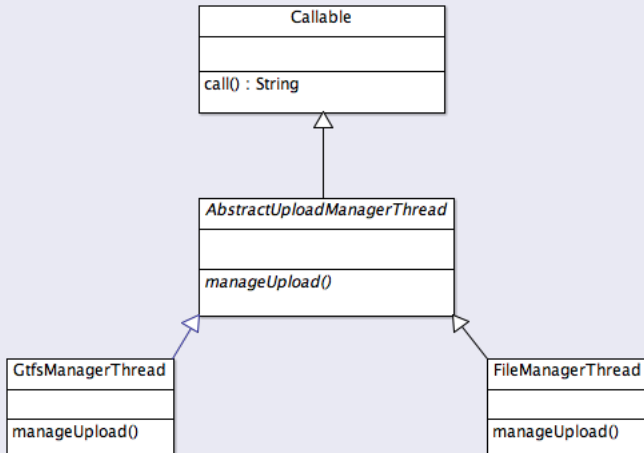 Callable
call() : String
AbstractUploadManagerThread
manageUpload()
GtfsManagerThread
manageUpload()
FileManagerThread
manageUpload()